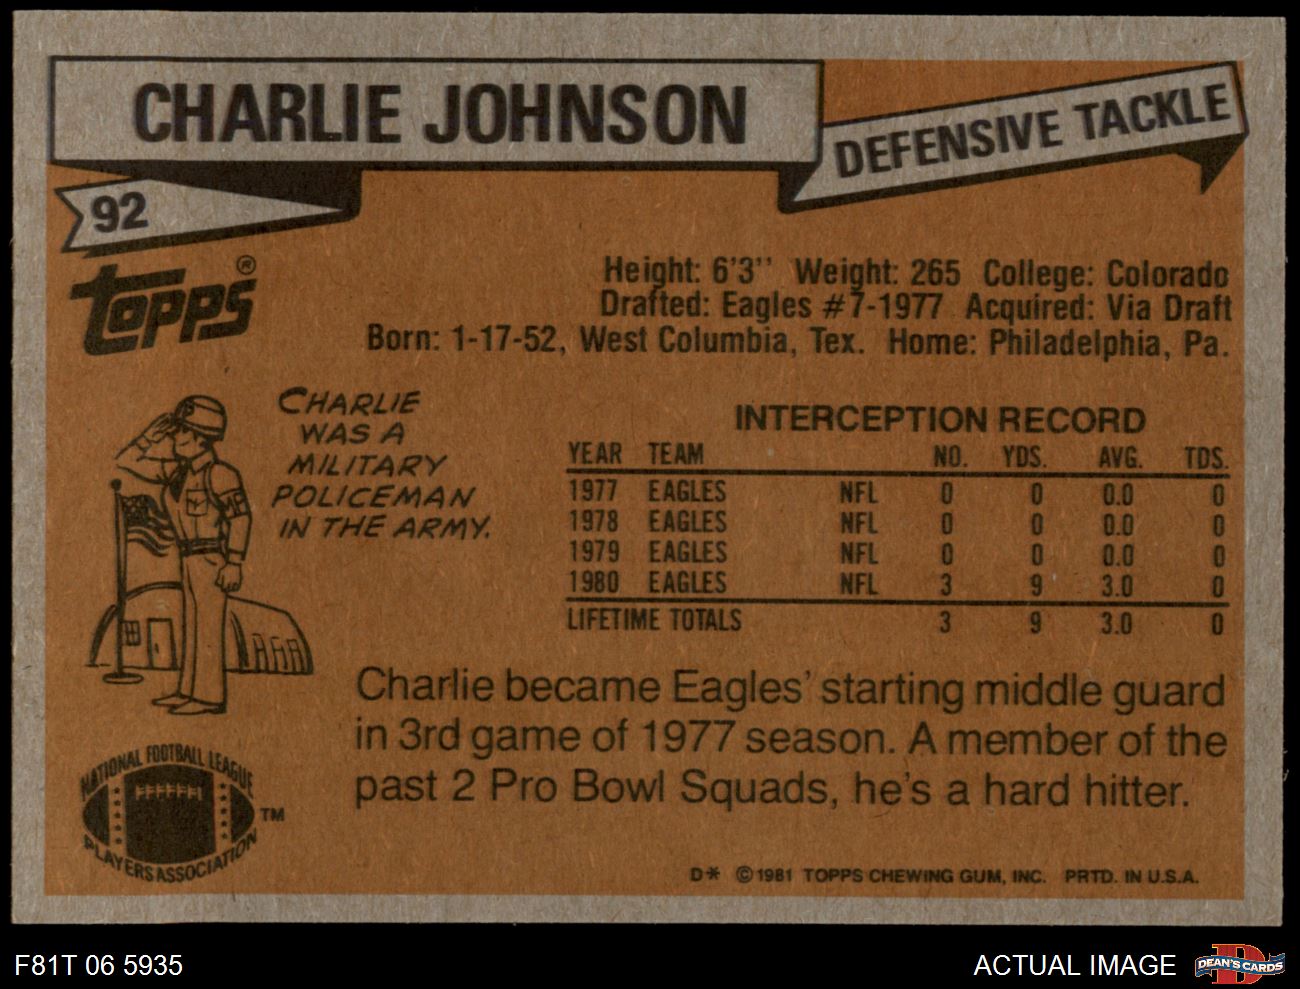 CHARLIE JOHNSON
DEFENSIVE TACKLE
92
TOPPS®
Height: 6'3'' Weight: 265 College: Colorado
Drafted: Eagles #7-1977 Acquired: Via Draft
Born: 1-17-52, West Columbia, Tex. Home: Philadelphia, Pa.
CHARLIE
WAS A
MILITARY
POLICEMAN
IN THE ARMY.
INTERCEPTION RECORD
YEAR TEAM NO. YDS. AVG. TDS.
1977 EAGLES NFL 0 0 0.0 0
1978 EAGLES NFL 0 0 0.0 0
1979 EAGLES NFL 0 0 0.0 0
1980 EAGLES NFL 3 9 3.0 0
LIFETIME TOTALS 3 9 3.0 0
Charlie became Eagles' starting middle guard
in 3rd game of 1977 season. A member of the
past 2 Pro Bowl Squads, he's a hard hitter.
NATIONAL FOOTBALL LEAGUE
PLAYERS ASSOCIATION
TM
D* ©1981 TOPPS CHEWING GUM, INC. PRTD. IN U.S.A.
F81T 06 5935
ACTUAL IMAGE
DEAN'S CARDS